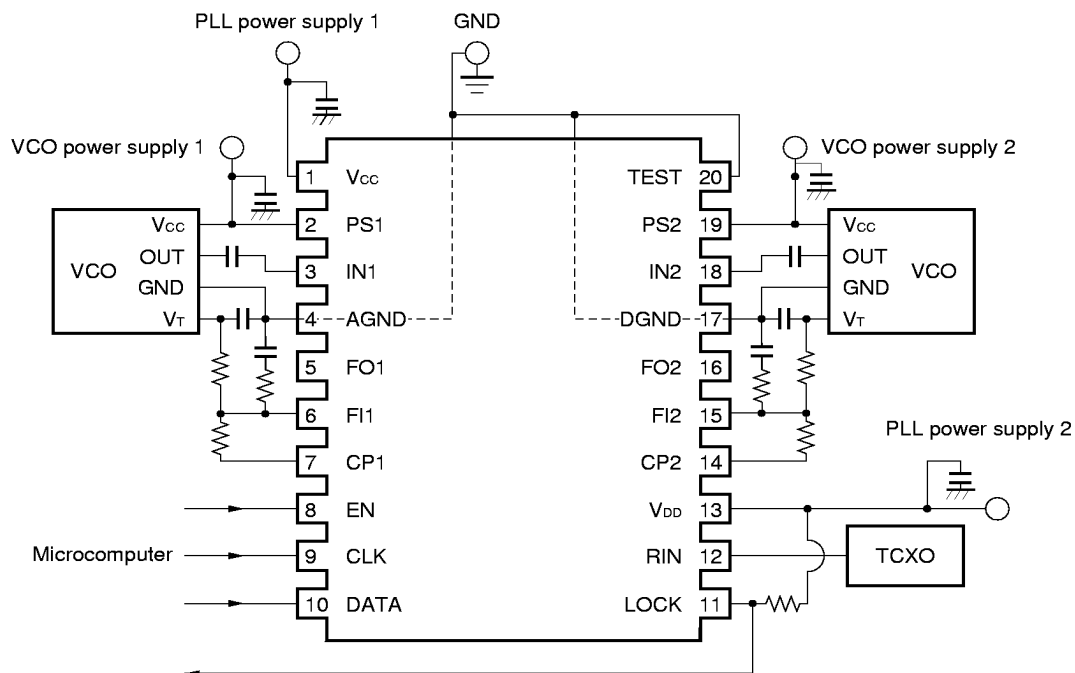 PLL power supply 1
GND
VCO power supply 1
VCO power supply 2
1 VCC
TEST 20
VCC
2 PS1
PS2 19
VCC
OUT
VCO
3 IN1
IN2 18
OUT
VCO
GND
GND
VT
4 AGND
DGND 17
VT
5 FO1
FO2 16
6 FI1
FI2 15
PLL power supply 2
7 CP1
CP2 14
8 EN
VDD 13
Microcomputer
9 CLK
RIN 12
TCXO
10 DATA
LOCK 11